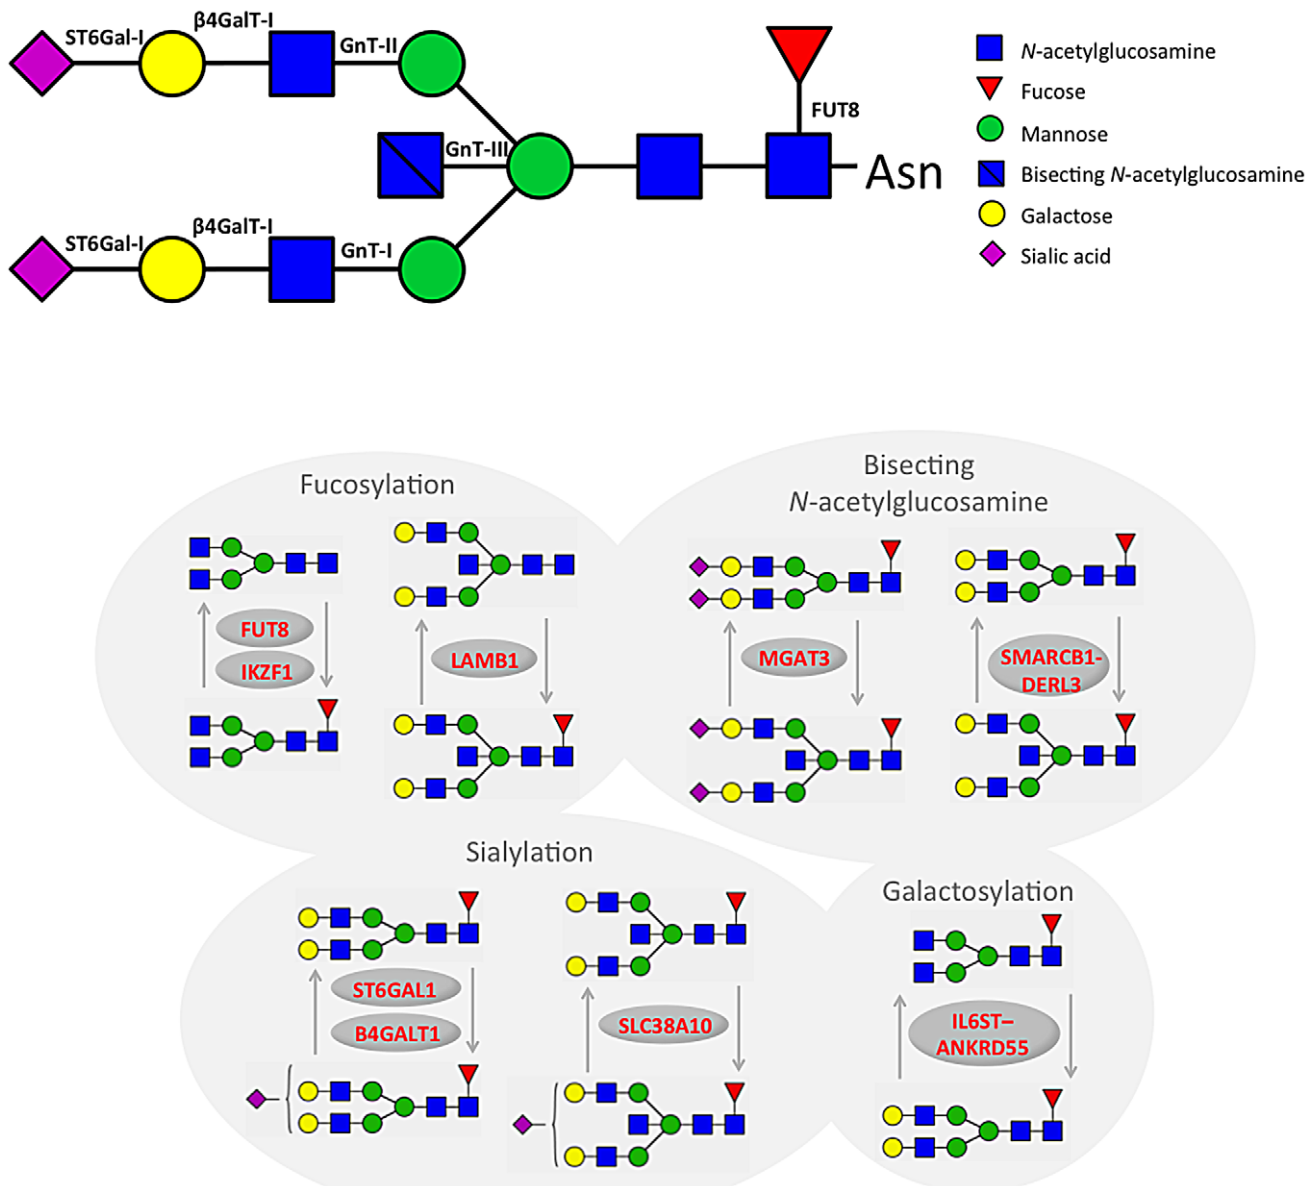 ST6Gal-I
β4GalT-I
GnT-II
FUT8
GnT-III
Asn
ST6Gal-I
β4GalT-I
GnT-I
N-acetylglucosamine
Fucose
Mannose
Bisecting N-acetylglucosamine
Galactose
Sialic acid
Fucosylation
FUT8
IKZF1
LAMB1
Bisecting
N-acetylglucosamine
MGAT3
SMARCB1-
DERL3
Sialylation
ST6GAL1
B4GALT1
SLC38A10
Galactosylation
IL6ST–
ANKRD55